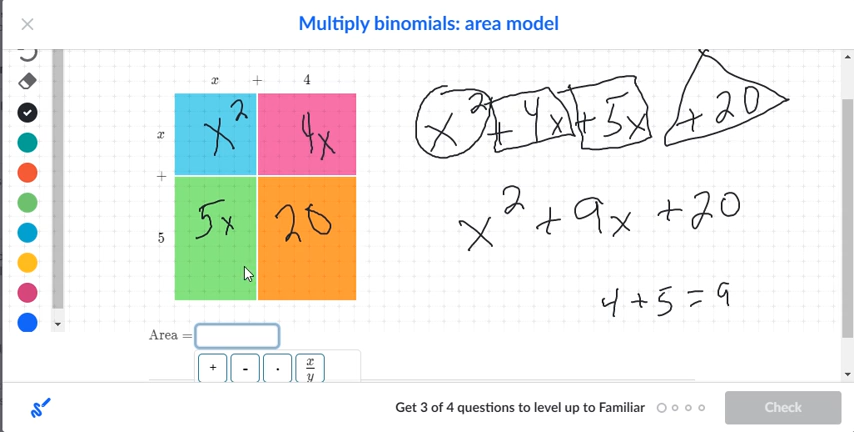 Multiply binomials: area model
x + 4
x² + 4x + 5x + 20
x
x²
4x
+
5
5x
20
x² + 9x + 20
4 + 5 = 9
Area =
+ - · x/y
Get 3 of 4 questions to level up to Familiar
Check